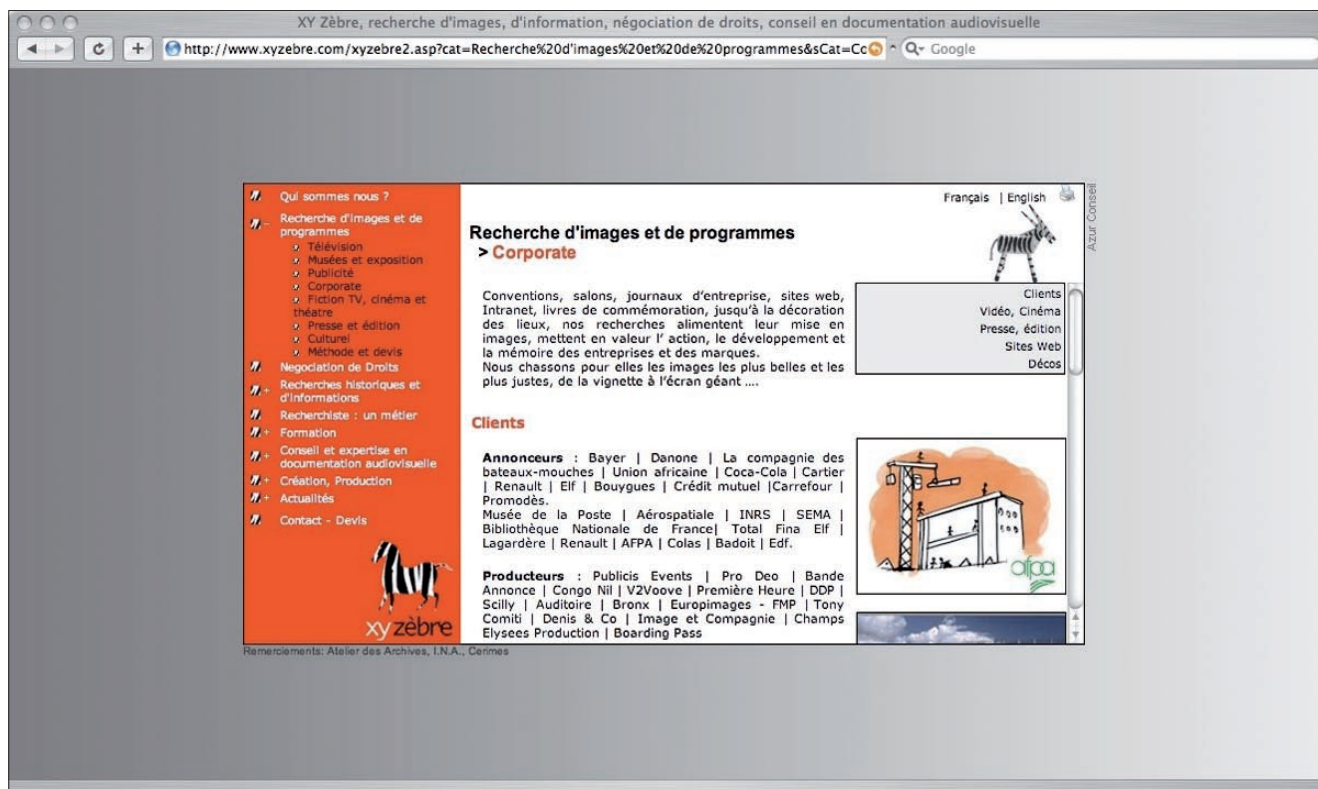 XY Zèbre, recherche d'images, d'information, négociation de droits, conseil en documentation audiovisuelle
http://www.xyzebre.com/xyzebre2.asp?cat=Recherche%20d'images%20et%20de%20programmes&sCat=Co
Google
Qui sommes nous ?
Recherche d'images et de
programmes
Télévision
Musées et exposition
Publicité
Corporate
Fiction TV, cinéma et
théatre
Presse et édition
Culturel
Méthode et devis
Negociation de Droits
Recherches historiques et
d'informations
Recherchiste : un métier
Formation
Conseil et expertise en
documentation audiovisuelle
Création, Production
Actualités
Contact - Devis
xy zèbre
Français | English
Azur Conseil
Recherche d'images et de programmes
> Corporate
Conventions, salons, journaux d'entreprise, sites web,
Intranet, livres de commémoration, jusqu'à la décoration
des lieux, nos recherches alimentent leur mise en
images, mettent en valeur l' action, le développement et
la mémoire des entreprises et des marques.
Nous chassons pour elles les images les plus belles et les
plus justes, de la vignette à l'écran géant ....
Clients
Vidéo, Cinéma
Presse, édition
Sites Web
Décos
Clients
Annonceurs : Bayer | Danone | La compagnie des
bateaux-mouches | Union africaine | Coca-Cola | Cartier
| Renault | Elf | Bouygues | Crédit mutuel |Carrefour |
Promodès.
Musée de la Poste | Aérospatiale | INRS | SEMA |
Bibliothèque Nationale de France| Total Fina Elf |
Lagardère | Renault | AFPA | Colas | Badoit | Edf.
Producteurs : Publicis Events | Pro Deo | Bande
Annonce | Congo Nil | V2Voove | Première Heure | DDP |
Scilly | Auditoire | Bronx | Europimages - FMP | Tony
Comiti | Denis & Co | Image et Compagnie | Champs
Elysees Production | Boarding Pass
afpa
Remerciements: Atelier des Archives, I.N.A., Cerimes